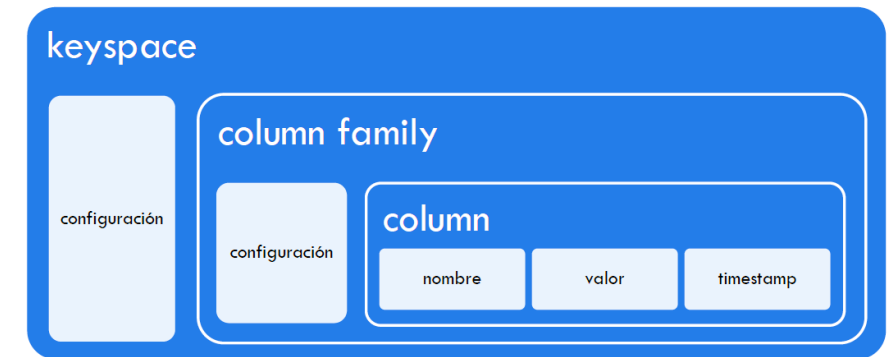 keyspace
configuración
column family
configuración
column
nombre
valor
timestamp